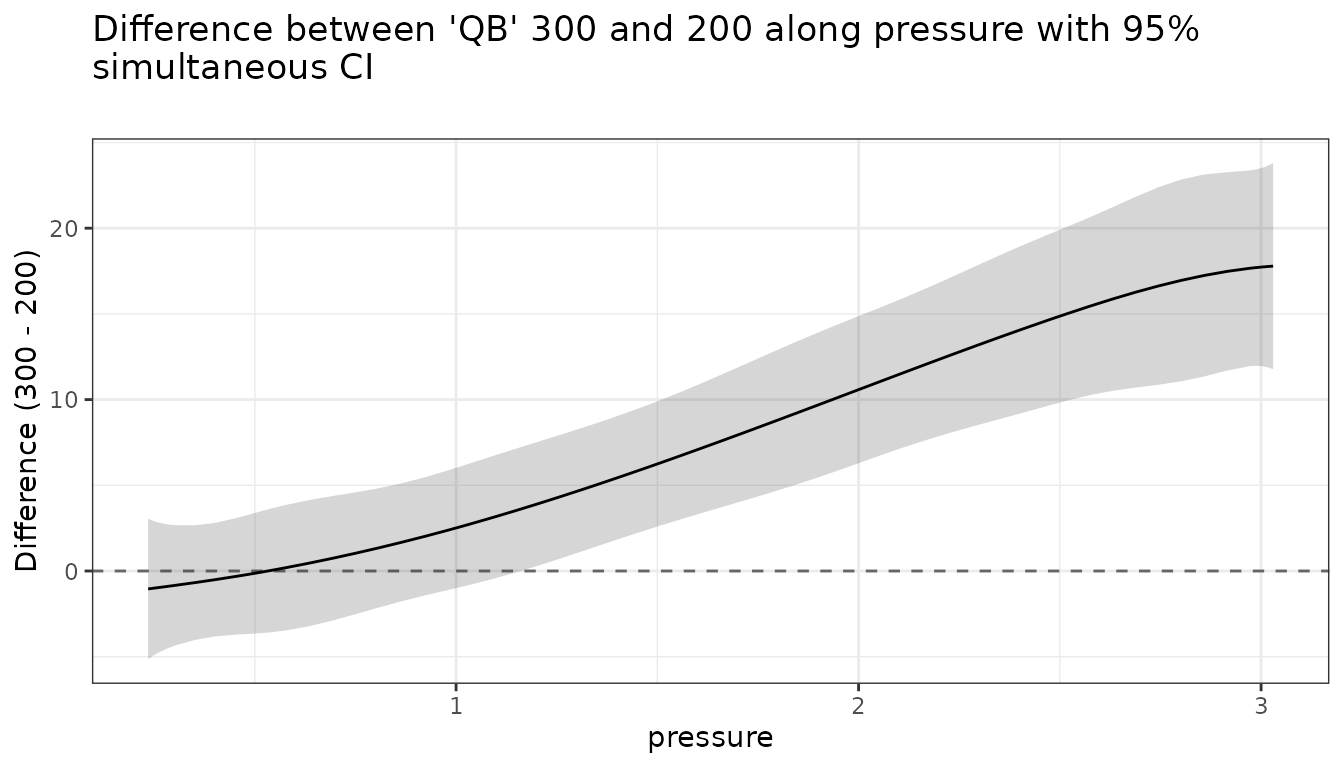 Difference between 'QB' 300 and 200 along pressure with 95%
simultaneous CI
Difference (300 - 200)
20
10
0
1
2
3
pressure